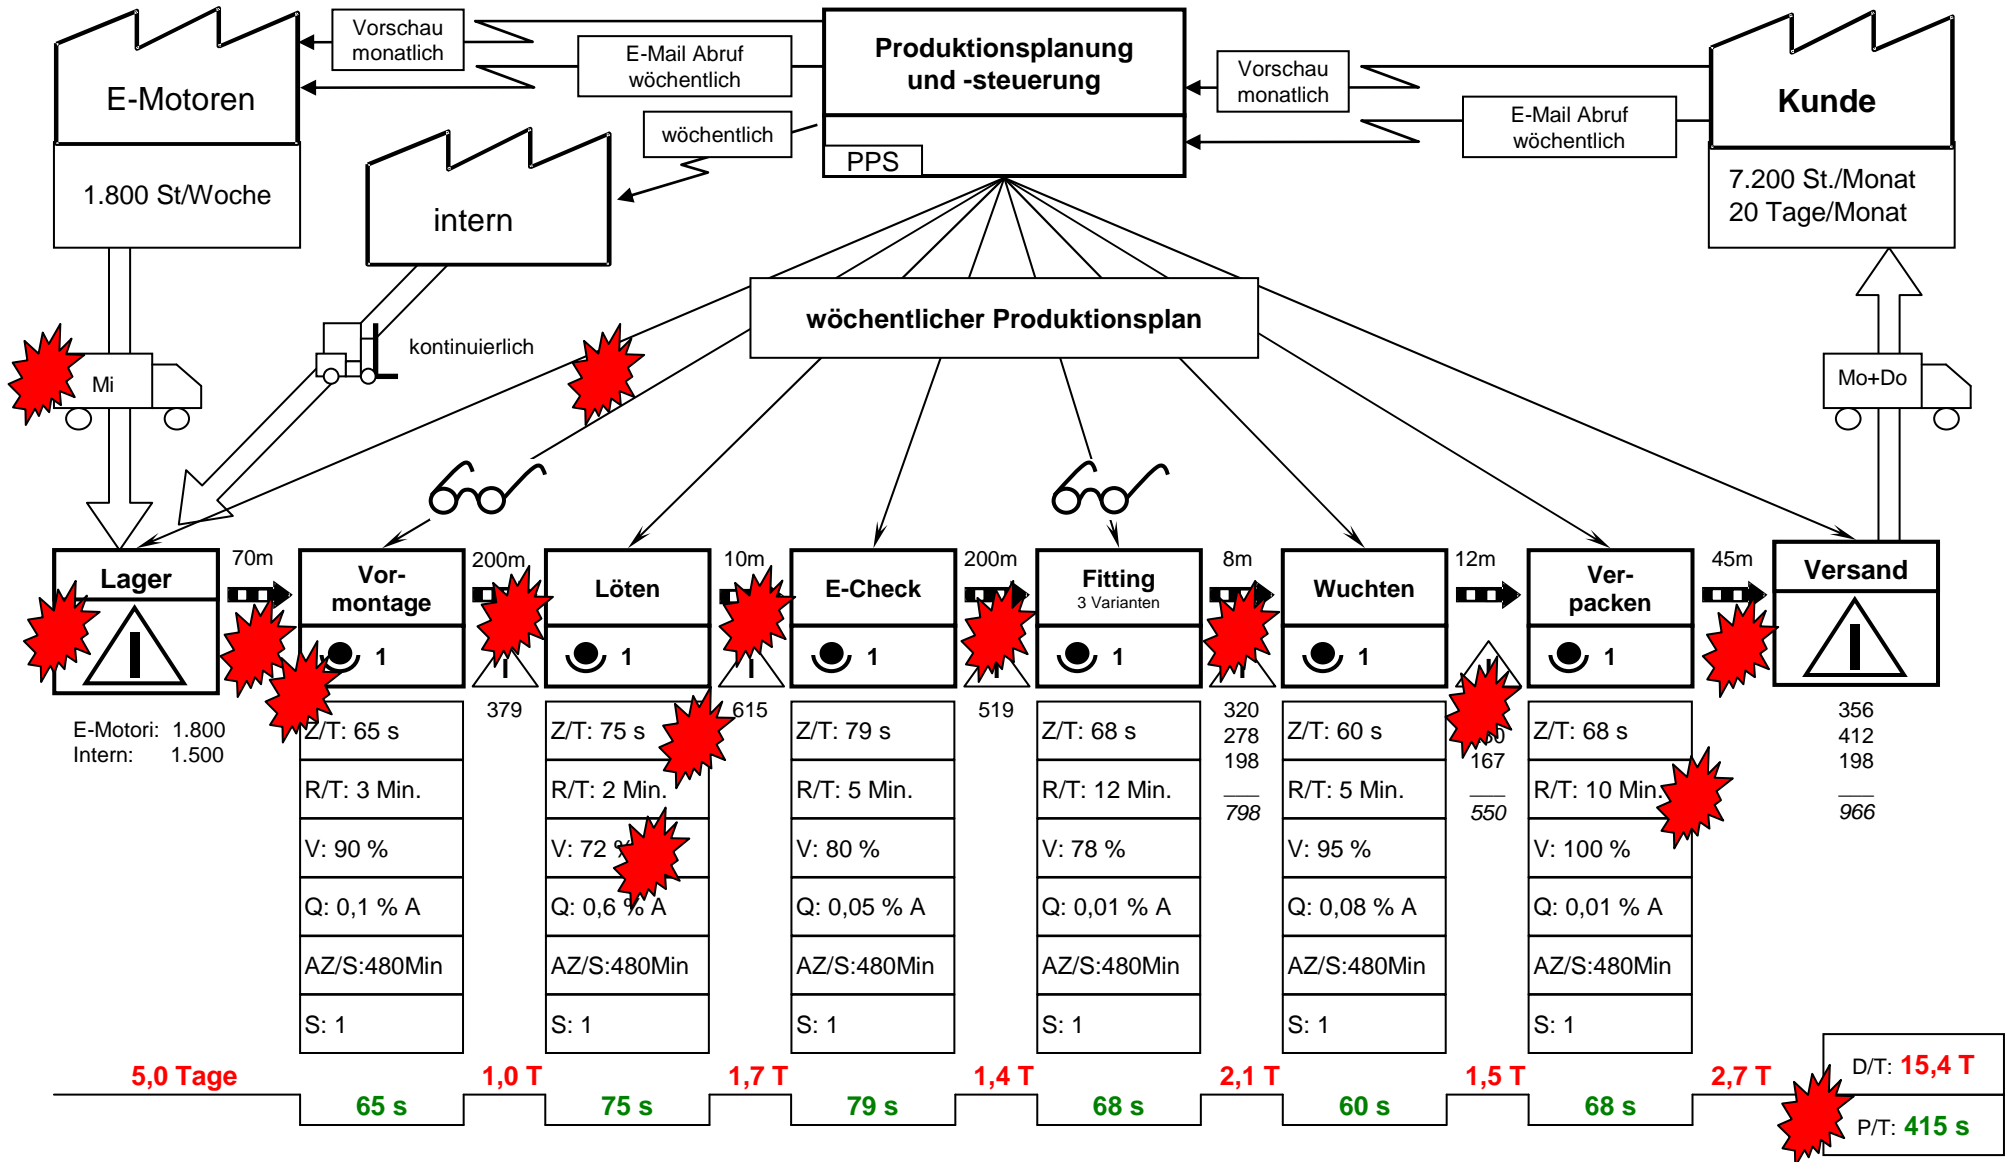 Vorschau
monatlich
E-Mail Abruf
wöchentlich
Produktionsplanung
und -steuerung
PPS
Vorschau
monatlich
E-Mail Abruf
wöchentlich
E-Motoren
1.800 St/Woche
wöchentlich
intern
Kunde
7.200 St./Monat
20 Tage/Monat
wöchentlicher Produktionsplan
Mi
kontinuierlich
Mo+Do
Lager
70m
Vor-
montage
200m
Löten
10m
E-Check
200m
Fitting
3 Varianten
8m
Wuchten
12m
Ver-
packen
45m
Versand
1
1
1
1
1
1
E-Motori: 1.800
Intern: 1.500
379
615
519
320
278
198
798
167
550
356
412
198
966
Z/T: 65 s
R/T: 3 Min.
V: 90 %
Q: 0,1 % A
AZ/S:480Min
S: 1
Z/T: 75 s
R/T: 2 Min.
V: 72 %
Q: 0,6 % A
AZ/S:480Min
S: 1
Z/T: 79 s
R/T: 5 Min.
V: 80 %
Q: 0,05 % A
AZ/S:480Min
S: 1
Z/T: 68 s
R/T: 12 Min.
V: 78 %
Q: 0,01 % A
AZ/S:480Min
S: 1
Z/T: 60 s
R/T: 5 Min.
V: 95 %
Q: 0,08 % A
AZ/S:480Min
S: 1
Z/T: 68 s
R/T: 10 Min.
V: 100 %
Q: 0,01 % A
AZ/S:480Min
S: 1
5,0 Tage
65 s
1,0 T
75 s
1,7 T
79 s
1,4 T
68 s
2,1 T
60 s
1,5 T
68 s
2,7 T
D/T: 15,4 T
P/T: 415 s